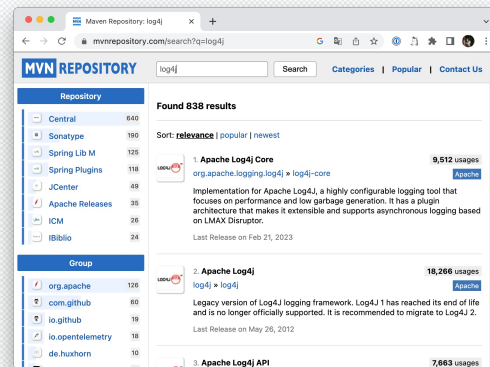 Maven Repository: log4j
mvnrepository.com/search?q=log4j
MVN REPOSITORY
log4j
Search
Categories | Popular | Contact Us
Repository
Central 640
Sonatype 190
Spring Lib M 125
Spring Plugins 118
JCenter 49
Apache Releases 35
ICM 26
IBiblio 24
Group
org.apache 126
com.github 60
io.github 19
io.opentelemetry 18
de.huxhorn 10
Found 838 results
Sort: relevance | popular | newest
1. Apache Log4j Core 9,512 usages
org.apache.logging.log4j » log4j-core Apache
Implementation for Apache Log4J, a highly configurable logging tool that
focuses on performance and low garbage generation. It has a plugin
architecture that makes it extensible and supports asynchronous logging based
on LMAX Disruptor.
Last Release on Feb 21, 2023
2. Apache Log4j 18,266 usages
log4j » log4j Apache
Legacy version of Log4J logging framework. Log4J 1 has reached its end of life
and is no longer officially supported. It is recommended to migrate to Log4J 2.
Last Release on May 26, 2012
3. Apache Log4j API 7,663 usages